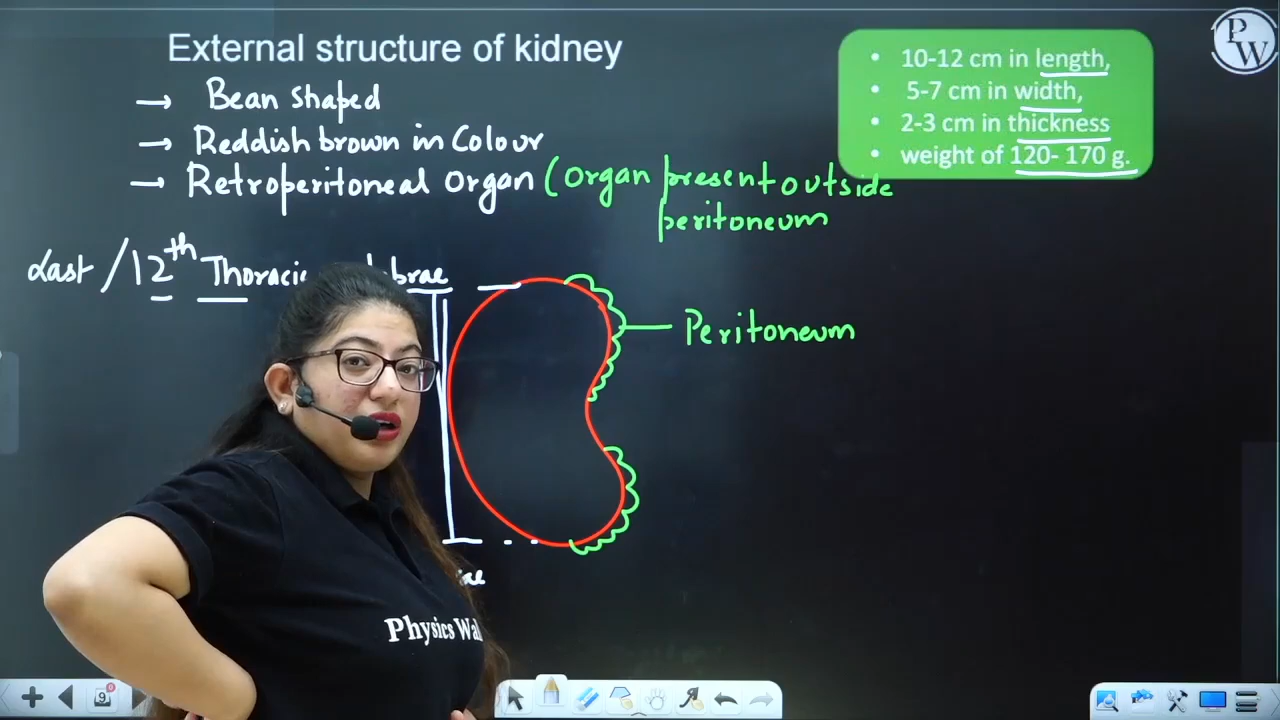 External structure of kidney
→ Bean shaped
→ Reddish brown in Colour
→ Retroperitoneal Organ (Organ present outside
peritoneum
• 10-12 cm in length,
• 5-7 cm in width,
• 2-3 cm in thickness
• weight of 120- 170 g.
PW
Last / 12th Thoracic
Peritoneum
Physics Wal
9